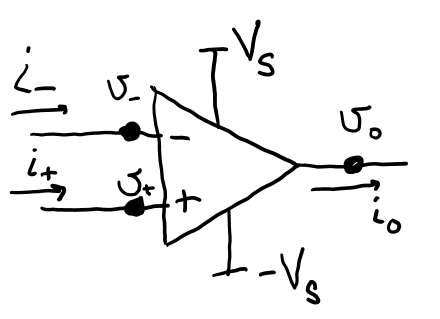 i₋
v₋
Vₛ
−
v₀
i₊
v₊
+
i₀
-Vₛ